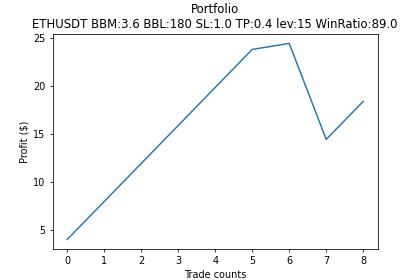 Portfolio
ETHUSDT BBM:3.6 BBL:180 SL:1.0 TP:0.4 lev:15 WinRatio:89.0
25
20
15
10
5
Profit ($)
0 1 2 3 4 5 6 7 8
Trade counts